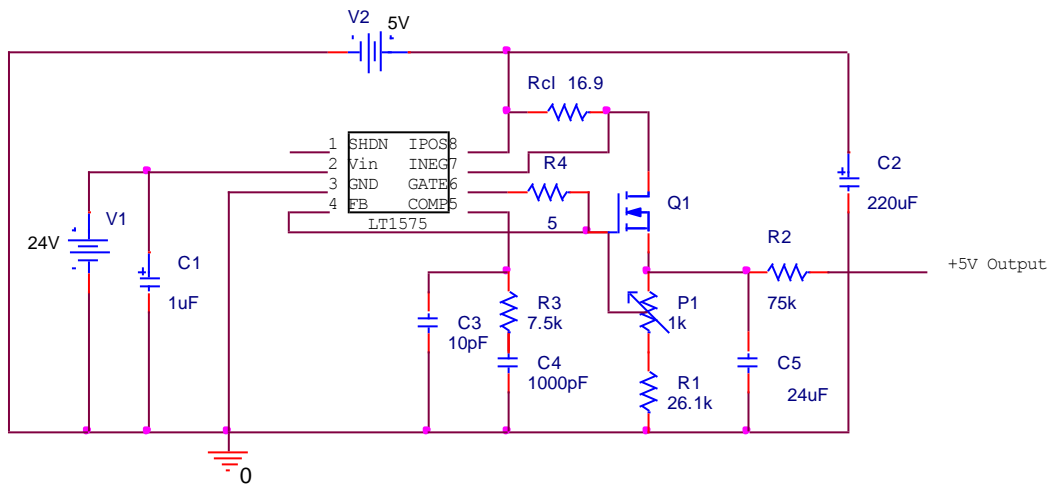 V2
5V
Rcl 16.9
1 SHDN IPOS8
2 Vin INEG7
3 GND GATE6
4 FB COMP5
LT1575
R4
5
Q1
C2
220uF
V1
24V
C1
1uF
R2
75k
+5V Output
C3
10pF
R3
7.5k
C4
1000pF
P1
1k
R1
26.1k
C5
24uF
0